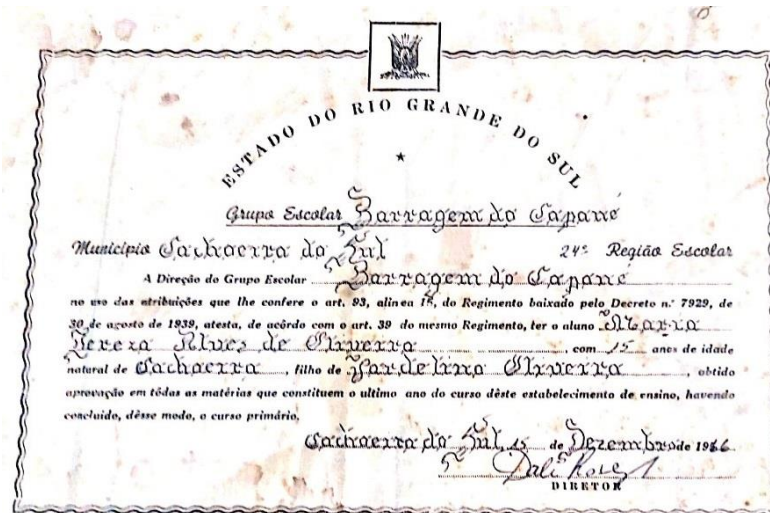 ESTADO DO RIO GRANDE DO SUL
Grupo Escolar Barragem do Capané
Município Cachoeira do Sul 24ª Região Escolar
A Direção do Grupo Escolar Barragem do Capané
no uso das atribuições que lhe confere o art. 93, alinea 1ª, do Regimento baixado pelo Decreto n.º 7929, de
30 de agosto de 1939, atesta, de acôrdo com o art. 39 do mesmo Regimento, ter o aluno Maria
Tereza Alves de Oliveira, com 15 anos de idade
natural de Cachoeira, filho de Jardelino Oliveira, obtido
aprovação em tôdas as matérias que constituem o ultimo ano do curso dêste estabelecimento de ensino, havendo
concluído, dêsse modo, o curso primário.
Cachoeira do Sul, 15 de Dezembro de 1966
DIRETOR